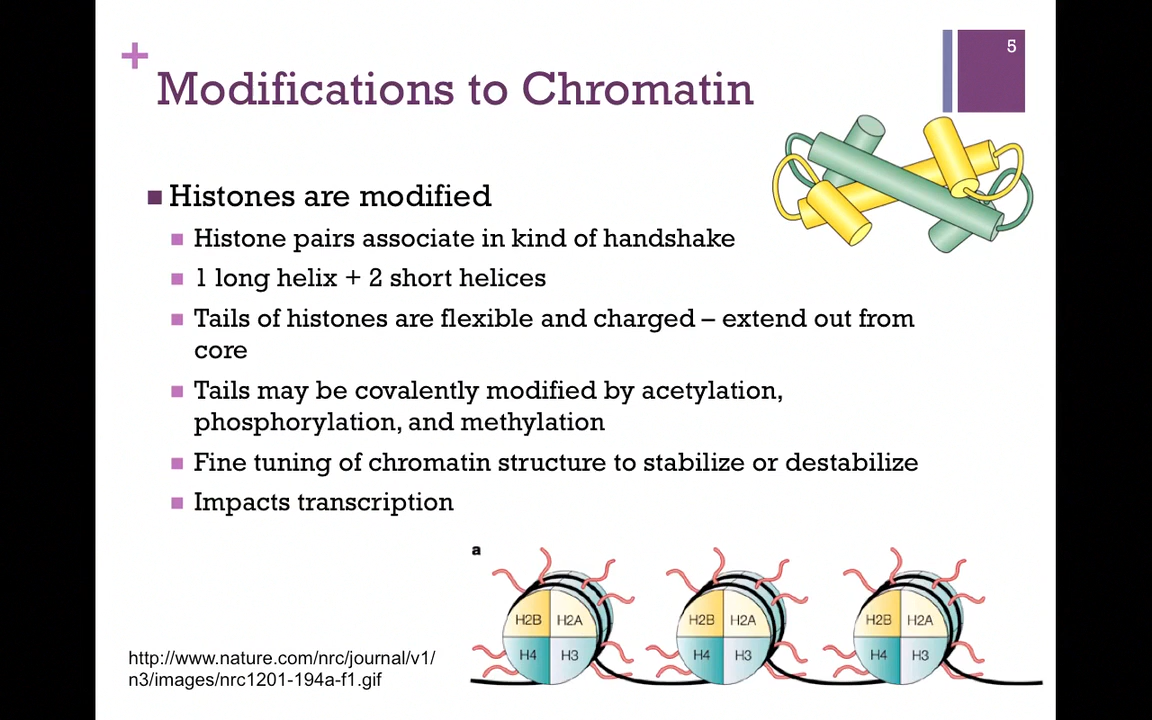 5
+
Modifications to Chromatin
Histones are modified
Histone pairs associate in kind of handshake
1 long helix + 2 short helices
Tails of histones are flexible and charged – extend out from
core
Tails may be covalently modified by acetylation,
phosphorylation, and methylation
Fine tuning of chromatin structure to stabilize or destabilize
Impacts transcription
a
H2B H2A H2B H2A H2B H2A
H4 H3 H4 H3 H4 H3
http://www.nature.com/nrc/journal/v1/
n3/images/nrc1201-194a-f1.gif